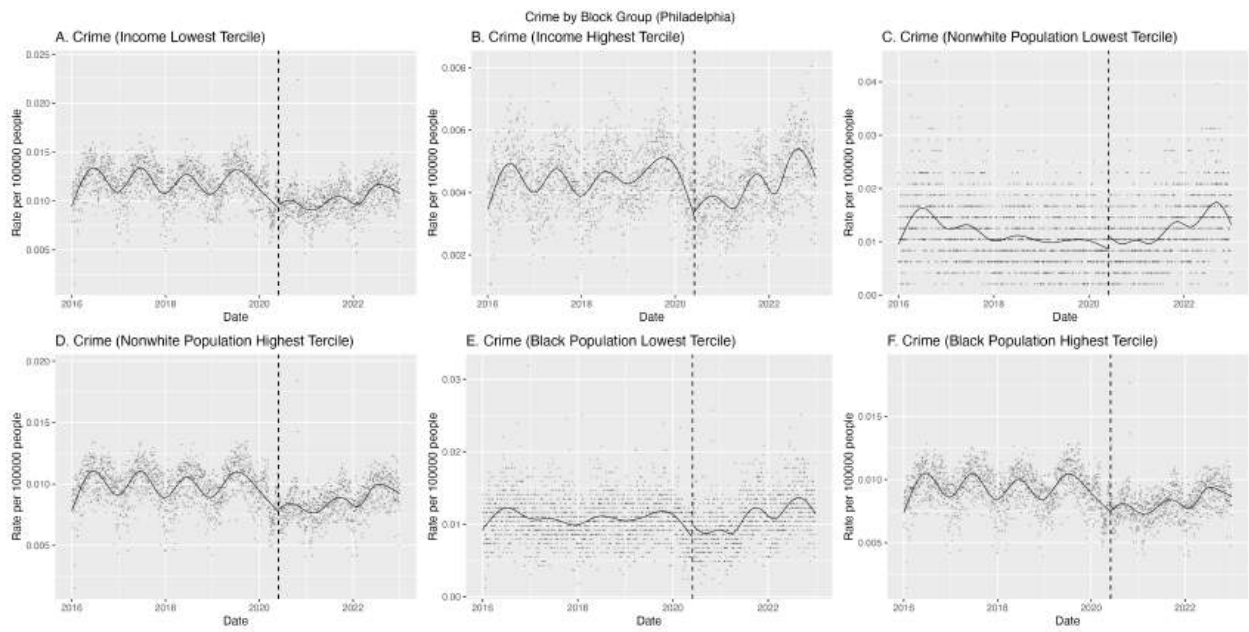 Crime by Block Group (Philadelphia)
A. Crime (Income Lowest Tercile)
0.025
0.020
0.015
0.010
0.005
Rate per 100000 people
2016
2018
2020
2022
Date
B. Crime (Income Highest Tercile)
0.008
0.006
0.004
0.002
Rate per 100000 people
2016
2018
2020
2022
Date
C. Crime (Nonwhite Population Lowest Tercile)
0.04
0.03
0.02
0.01
0.00
Rate per 100000 people
2016
2018
2020
2022
Date
D. Crime (Nonwhite Population Highest Tercile)
0.020
0.015
0.010
0.005
Rate per 100000 people
2016
2018
2020
2022
Date
E. Crime (Black Population Lowest Tercile)
0.03
0.02
0.01
0.00
Rate per 100000 people
2016
2018
2020
2022
Date
F. Crime (Black Population Highest Tercile)
0.015
0.010
0.005
Rate per 100000 people
2016
2018
2020
2022
Date